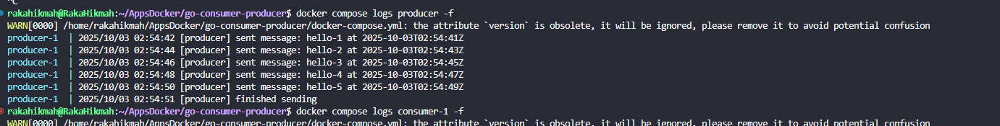 ^C
rakahikmah@RakaHikmah:~/AppsDocker/go-consumer-producer$ docker compose logs producer -f
WARN[0000] /home/rakahikmah/AppsDocker/go-consumer-producer/docker-compose.yml: the attribute `version` is obsolete, it will be ignored, please remove it to avoid potential confusion
producer-1  | 2025/10/03 02:54:42 [producer] sent message: hello-1 at 2025-10-03T02:54:41Z
producer-1  | 2025/10/03 02:54:44 [producer] sent message: hello-2 at 2025-10-03T02:54:43Z
producer-1  | 2025/10/03 02:54:46 [producer] sent message: hello-3 at 2025-10-03T02:54:45Z
producer-1  | 2025/10/03 02:54:48 [producer] sent message: hello-4 at 2025-10-03T02:54:47Z
producer-1  | 2025/10/03 02:54:50 [producer] sent message: hello-5 at 2025-10-03T02:54:49Z
producer-1  | 2025/10/03 02:54:51 [producer] finished sending
rakahikmah@RakaHikmah:~/AppsDocker/go-consumer-producer$ docker compose logs consumer-1 -f
WARN[0000] /home/rakahikmah/AppsDocker/go-consumer-producer/docker-compose.yml: the attribute `version` is obsolete, it will be ignored, please remove it to avoid potential confusion